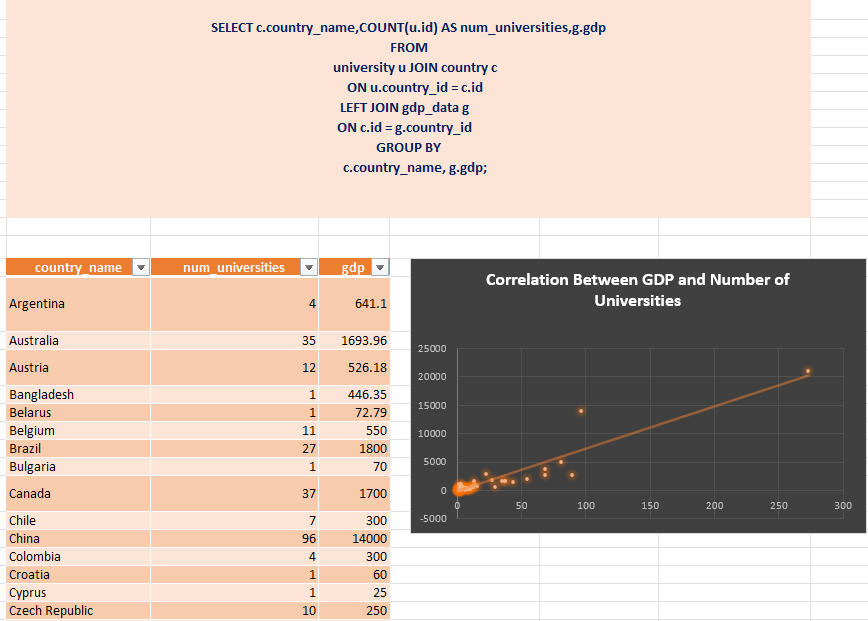 SELECT c.country_name,COUNT(u.id) AS num_universities,g.gdp
FROM
university u JOIN country c
ON u.country_id = c.id
LEFT JOIN gdp_data g
ON c.id = g.country_id
GROUP BY
c.country_name, g.gdp;
country_name num_universities gdp
Argentina 4 641.1
Australia 35 1693.96
Austria 12 526.18
Bangladesh 1 446.35
Belarus 1 72.79
Belgium 11 550
Brazil 27 1800
Bulgaria 1 70
Canada 37 1700
Chile 7 300
China 96 14000
Colombia 4 300
Croatia 1 60
Cyprus 1 25
Czech Republic 10 250
Correlation Between GDP and Number of
Universities
25000
20000
15000
10000
5000
0
-5000
0 50 100 150 200 250 300